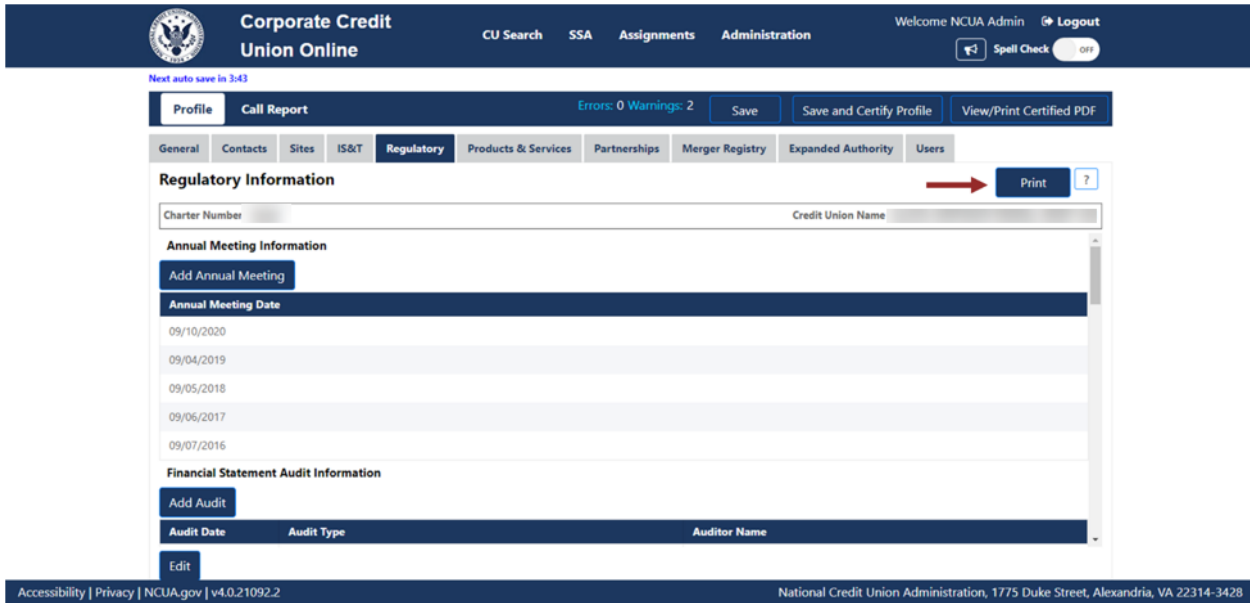 Corporate Credit
Union Online
CU Search SSA Assignments Administration
Welcome NCUA Admin Logout
Spell Check OFF
Next auto save in 3:43
Profile Call Report Errors: 0 Warnings: 2 Save Save and Certify Profile View/Print Certified PDF
General Contacts Sites IS&T Regulatory Products & Services Partnerships Merger Registry Expanded Authority Users
Regulatory Information Print ?
Charter Number Credit Union Name
Annual Meeting Information
Add Annual Meeting
Annual Meeting Date
09/10/2020
09/04/2019
09/05/2018
09/06/2017
09/07/2016
Financial Statement Audit Information
Add Audit
Audit Date Audit Type Auditor Name
Edit
Accessibility | Privacy | NCUA.gov | v4.0.21092.2 National Credit Union Administration, 1775 Duke Street, Alexandria, VA 22314-3428